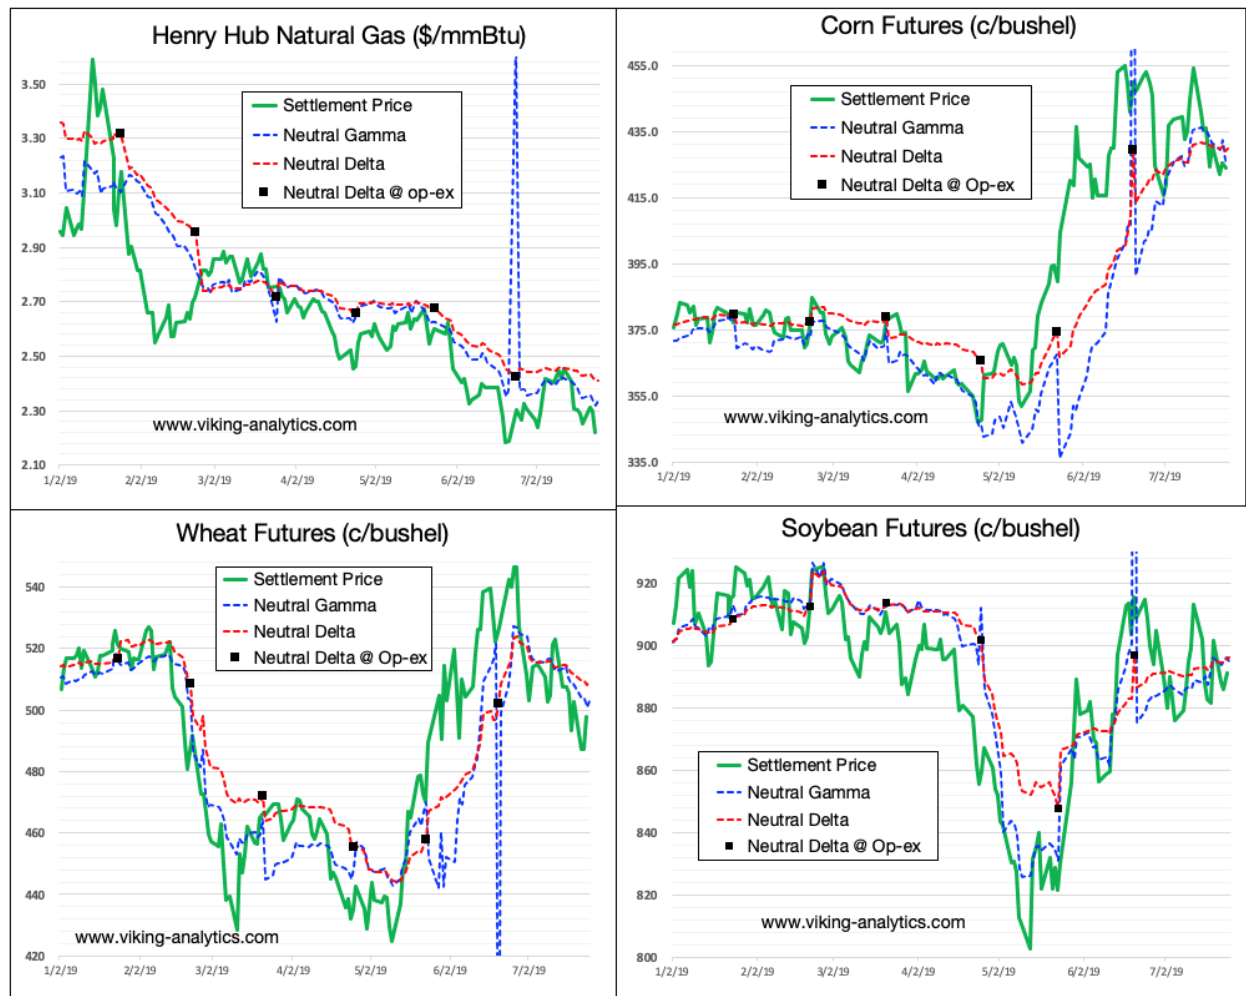 Henry Hub Natural Gas ($/mmBtu)
3.50
3.30
3.10
2.90
2.70
2.50
2.30
2.10
Settlement Price
Neutral Gamma
Neutral Delta
Neutral Delta @ op-ex
www.viking-analytics.com
1/2/19 2/2/19 3/2/19 4/2/19 5/2/19 6/2/19 7/2/19
Corn Futures (c/bushel)
455.0
435.0
415.0
395.0
375.0
355.0
335.0
Settlement Price
Neutral Gamma
Neutral Delta
Neutral Delta @ Op-ex
www.viking-analytics.com
1/2/19 2/2/19 3/2/19 4/2/19 5/2/19 6/2/19 7/2/19
Wheat Futures (c/bushel)
540
520
500
480
460
440
420
Settlement Price
Neutral Gamma
Neutral Delta
Neutral Delta @ Op-ex
www.viking-analytics.com
1/2/19 2/2/19 3/2/19 4/2/19 5/2/19 6/2/19 7/2/19
Soybean Futures (c/bushel)
920
900
880
860
840
820
800
Settlement Price
Neutral Gamma
Neutral Delta
Neutral Delta @ Op-ex
www.viking-analytics.com
1/2/19 2/2/19 3/2/19 4/2/19 5/2/19 6/2/19 7/2/19